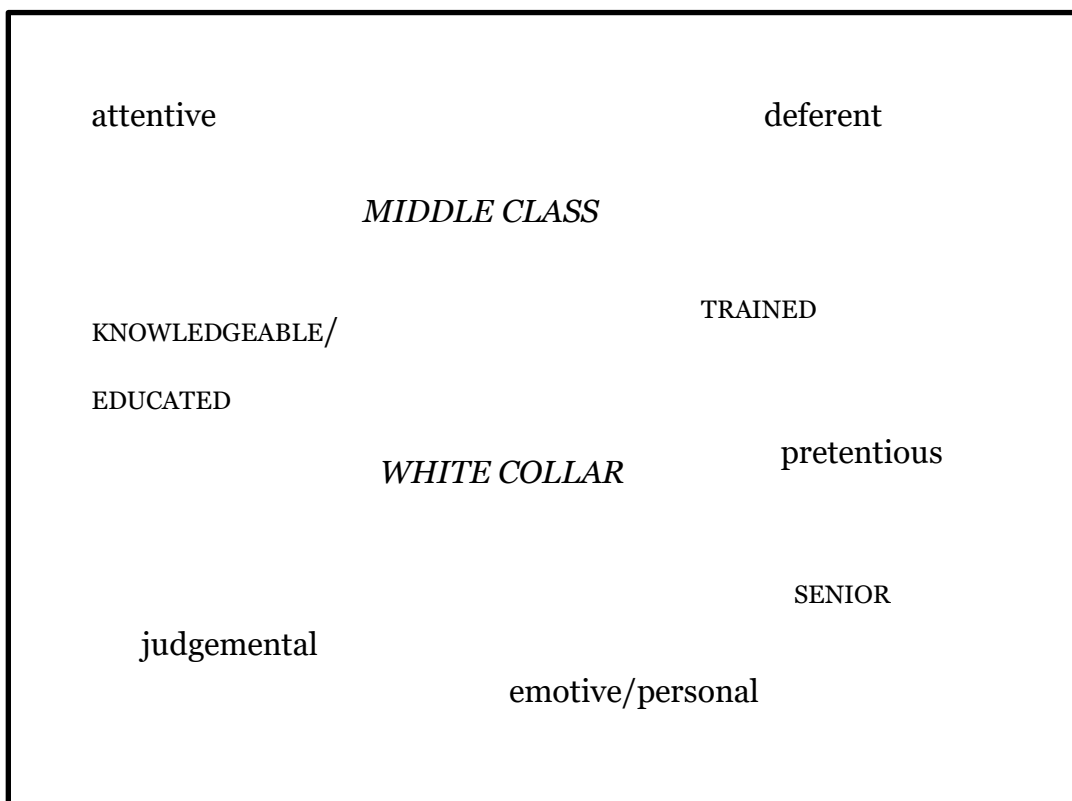 attentive
deferent
MIDDLE CLASS
TRAINED
KNOWLEDGEABLE/
EDUCATED
pretentious
WHITE COLLAR
SENIOR
judgemental
emotive/personal